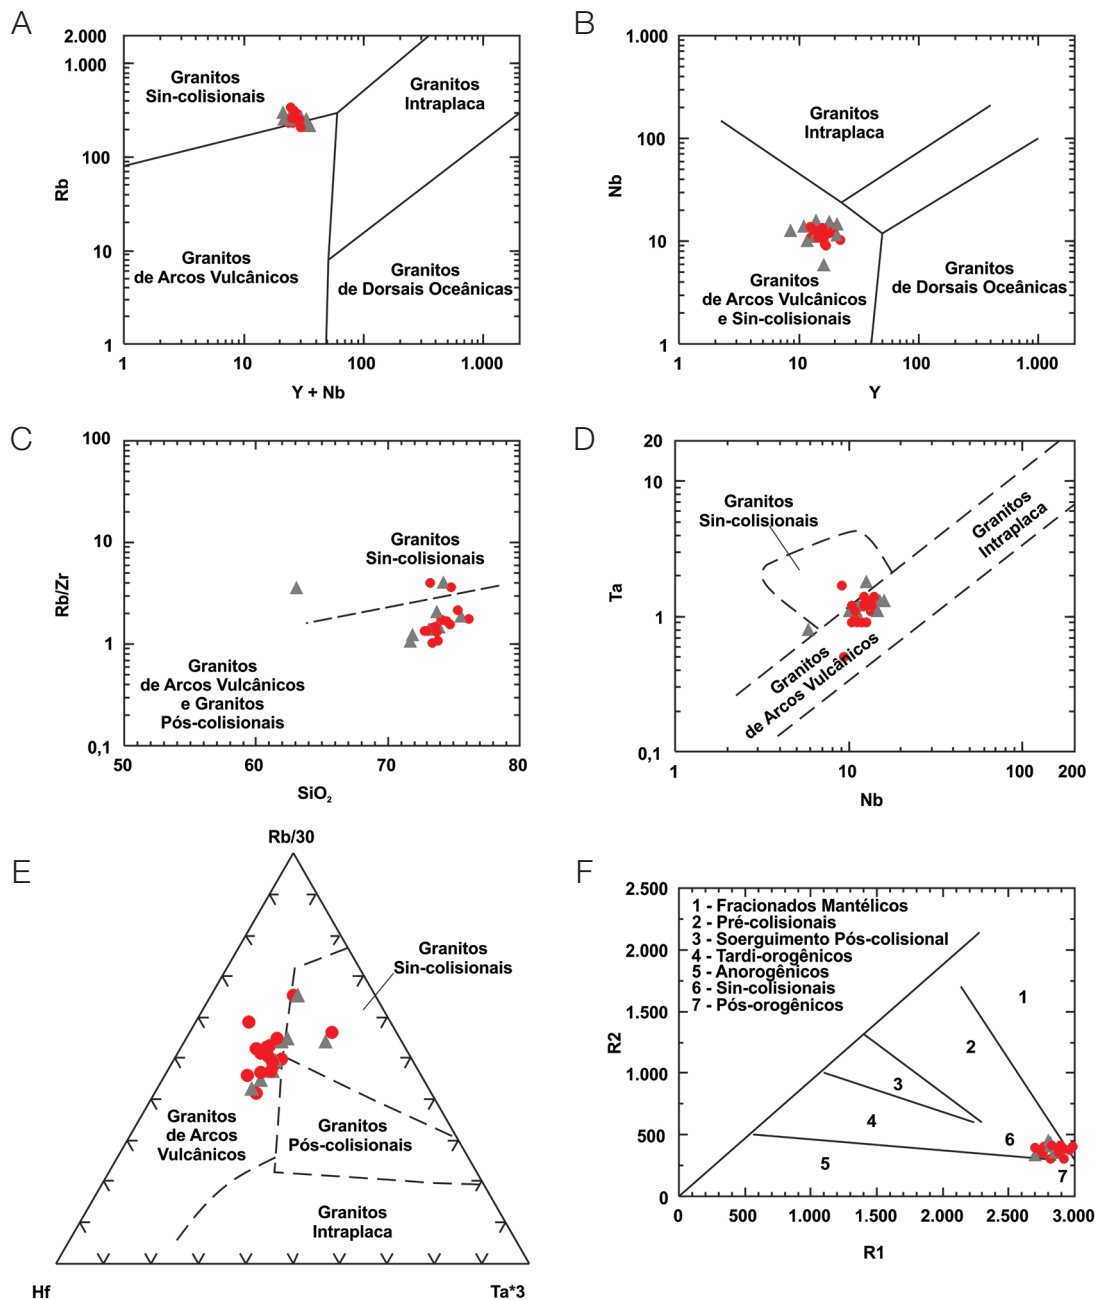 A
2.000
1.000
100
10
1
Rb
Granitos
Sin-colisionais
Granitos
Intraplaca
Granitos
de Arcos Vulcânicos
Granitos
de Dorsais Oceânicas
1
10
100
1.000
Y + Nb
B
1.000
100
10
1
Nb
Granitos
Intraplaca
Granitos
de Arcos Vulcânicos
e Sin-colisionais
Granitos
de Dorsais Oceânicas
1
10
100
1.000
Y
C
100
10
1
0,1
Rb/Zr
Granitos
Sin-colisionais
Granitos
de Arcos Vulcânicos
e Granitos
Pós-colisionais
50
60
70
80
SiO₂
D
20
10
1
0,1
Ta
Granitos
Sin-colisionais
Granitos
Intraplaca
Granitos
de Arcos Vulcânicos
1
10
100
200
Nb
E
Rb/30
Granitos
Sin-colisionais
Granitos
de Arcos
Vulcânicos
Granitos
Pós-colisionais
Granitos
Intraplaca
Hf
Ta*3
F
2.500
2.000
1.500
1.000
500
0
R2
1 - Fracionados Mantélicos
2 - Pré-colisionais
3 - Soerguimento Pós-colisional
4 - Tardi-orogênicos
5 - Anorogênicos
6 - Sin-colisionais
7 - Pós-orogênicos
1
2
3
4
6
5
7
0
500
1.000
1.500
2.000
2.500
3.000
R1